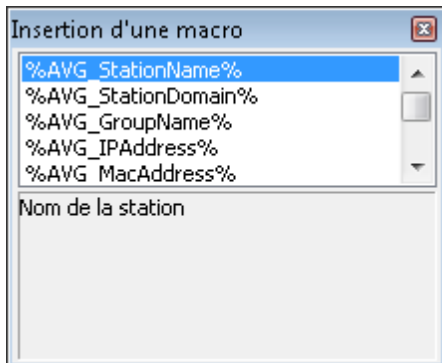 Insertion d'une macro
%AVG_StationName%
%AVG_StationDomain%
%AVG_GroupName%
%AVG_IPAddress%
%AVG_MacAddress%
Nom de la station